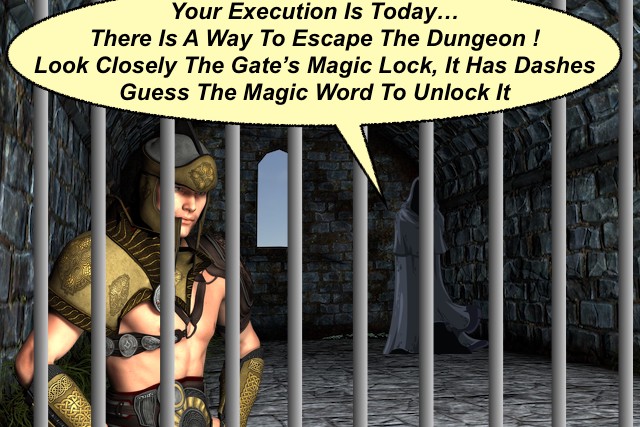 Your Execution Is Today…
There Is A Way To Escape The Dungeon !
Look Closely The Gate’s Magic Lock, It Has Dashes
Guess The Magic Word To Unlock It